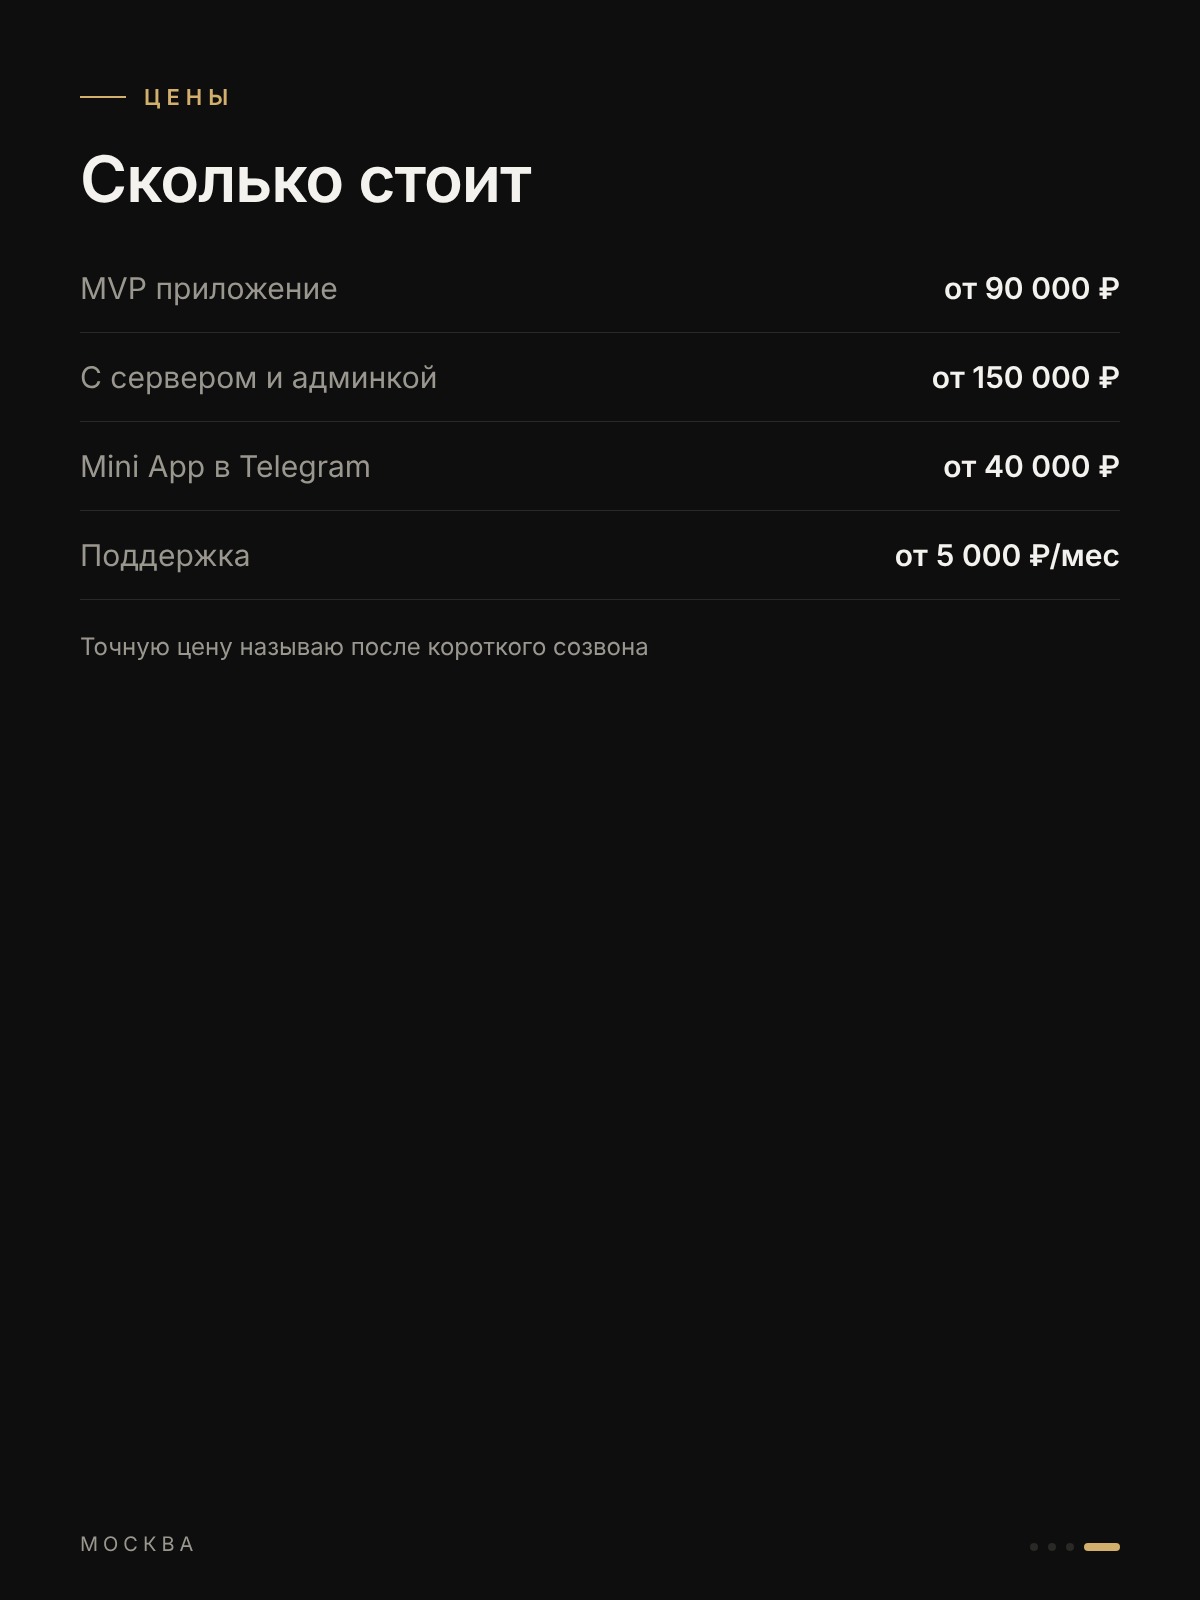 ЦЕНЫ
Сколько стоит
MVP приложение от 90 000 ₽
С сервером и админкой от 150 000 ₽
Mini App в Telegram от 40 000 ₽
Поддержка от 5 000 ₽/мес
Точную цену называю после короткого созвона
МОСКВА